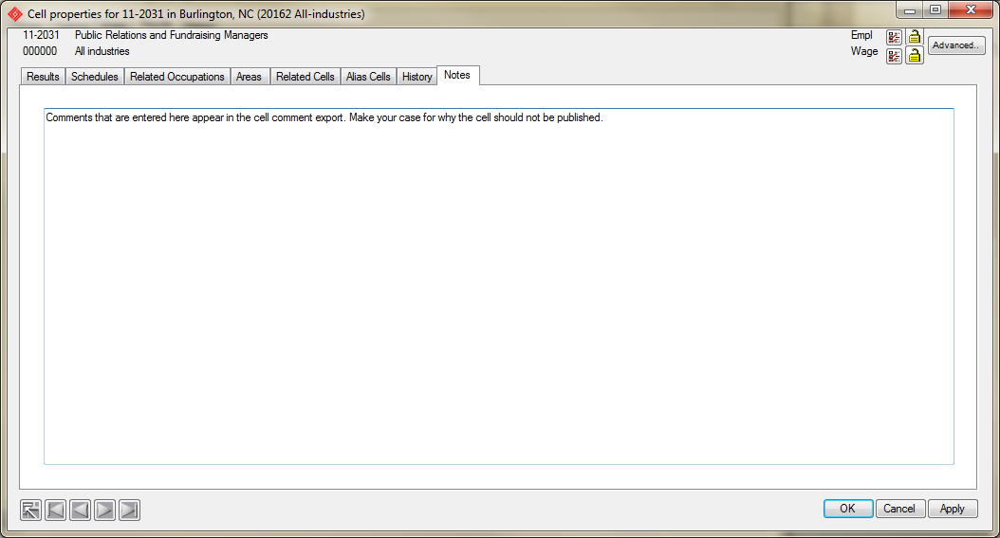 Cell properties for 11-2031 in Burlington, NC (20162 All-industries)
11-2031 Public Relations and Fundraising Managers
Empl
000000 All industries
Wage
Advanced..
Results Schedules Related Occupations Areas Related Cells Alias Cells History Notes
Comments that are entered here appear in the cell comment export. Make your case for why the cell should not be published.
OK Cancel Apply